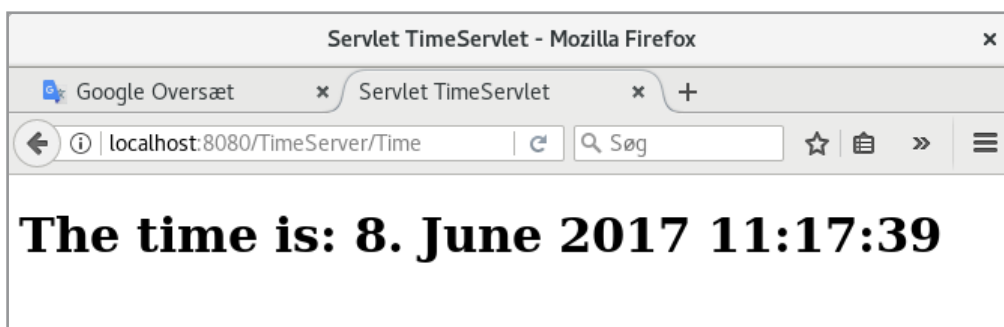 Servlet TimeServlet - Mozilla Firefox
Google Oversæt Servlet TimeServlet
localhost:8080/TimeServer/Time Søg
The time is: 8. June 2017 11:17:39